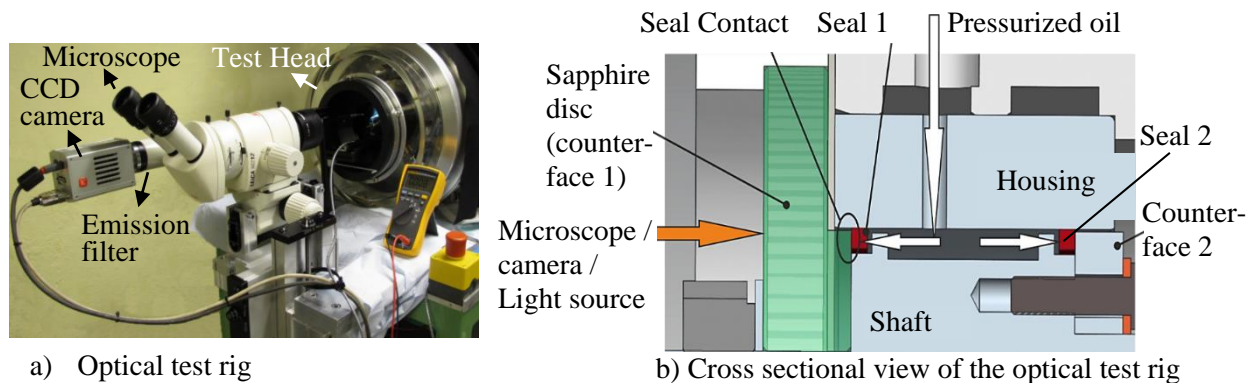 Microscope
CCD
camera
Test Head
Emission
filter
a) Optical test rig
Seal Contact
Seal 1
Pressurized oil
Sapphire
disc
(counter-
face 1)
Seal 2
Housing
Counter-
face 2
Microscope /
camera /
Light source
Shaft
b) Cross sectional view of the optical test rig